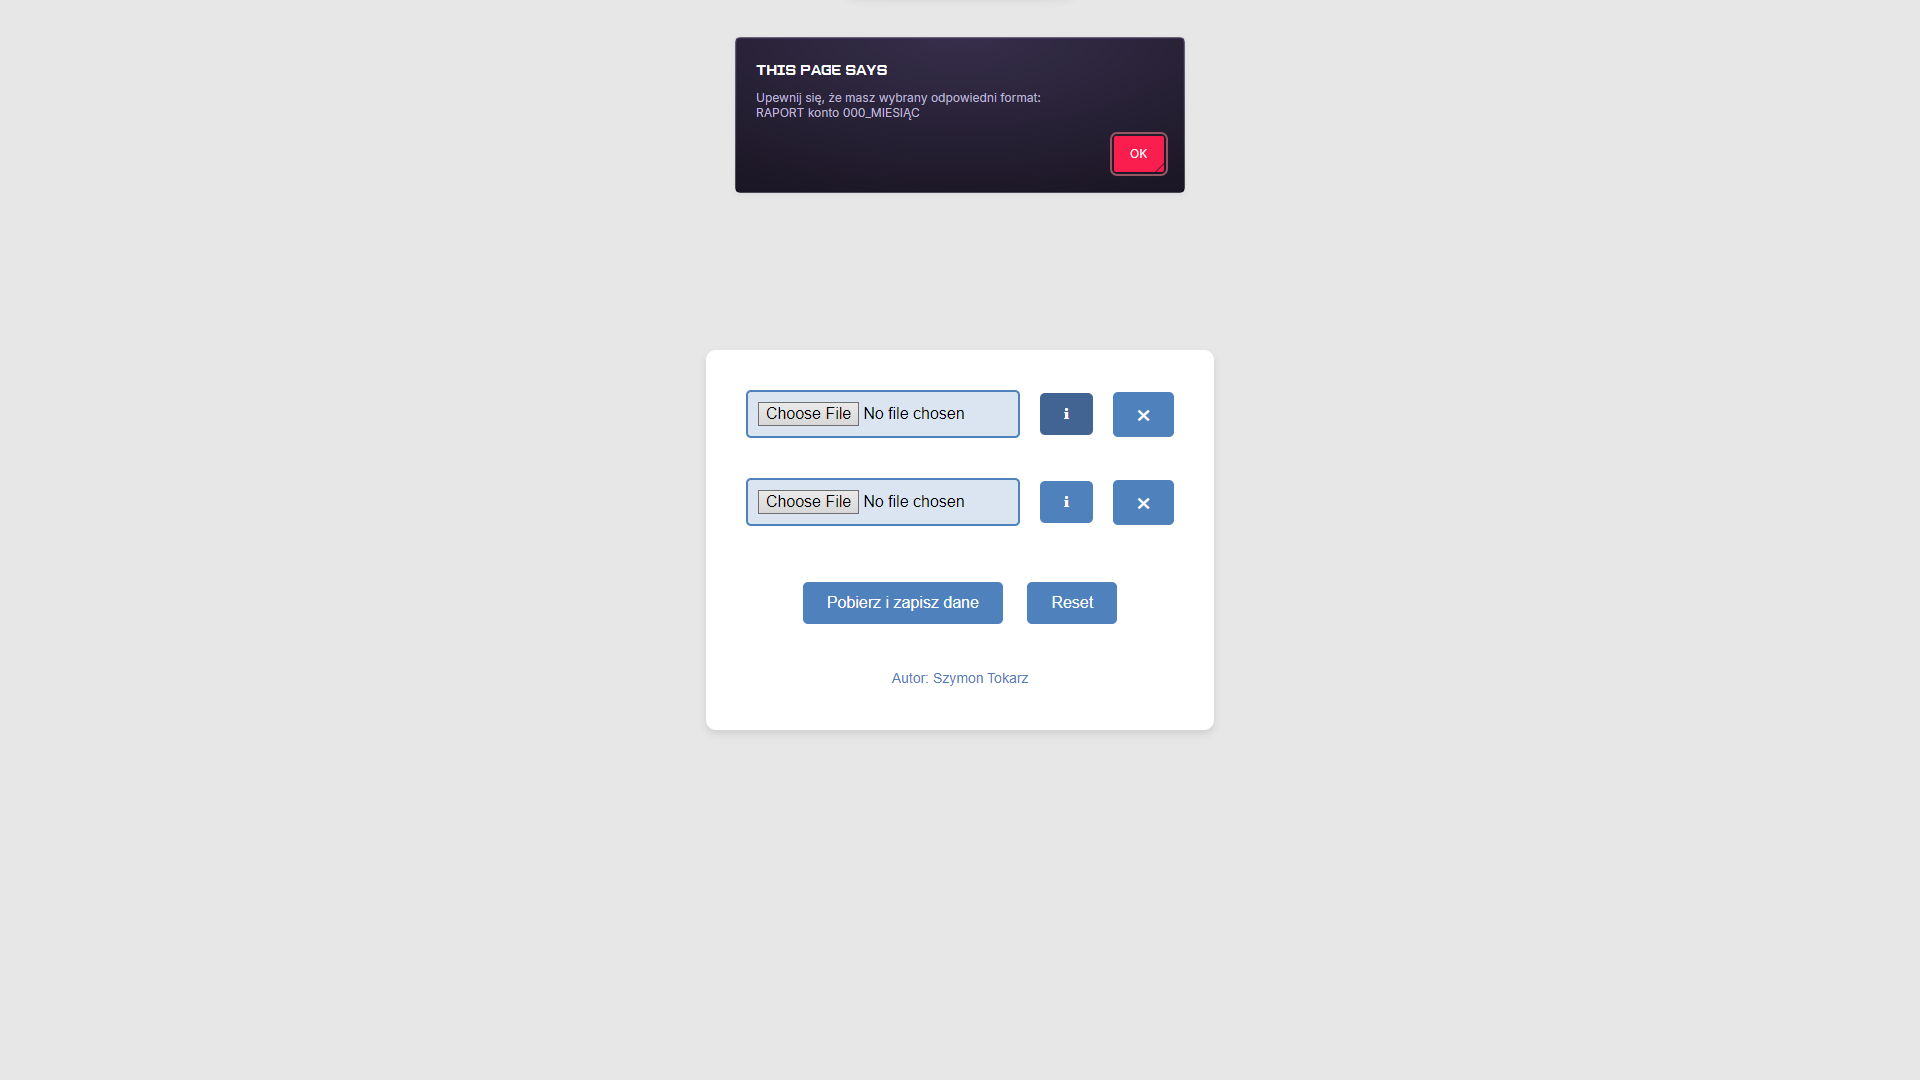 THIS PAGE SAYS
Upewnij się, że masz wybrany odpowiedni format:
RAPORT konto 000_MIESIĄC
OK
Choose File No file chosen i ×
Choose File No file chosen i ×
Pobierz i zapisz dane Reset
Autor: Szymon Tokarz